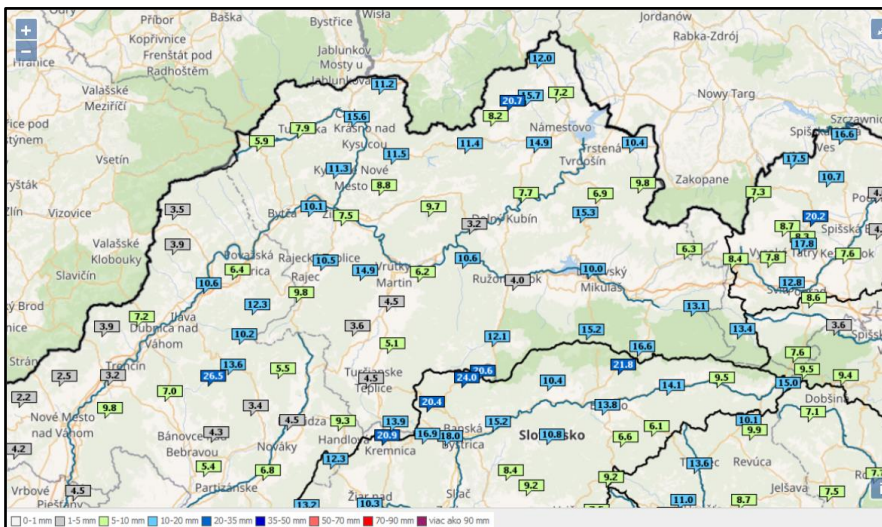 Príbor
Baška
Bystřice
Wisła
Jordanów
Kopřivnice
Jablunkov
Rabka-Zdrój
Frenštát pod
Radhoštěm
Mosty u
Hranice
12.0
11.2
Valašské
Meziříčí
20.7
15.7
7.2
Nowy Targ
15.6
8.2
Krásno nad
Kysucou
7.9
Námestovo
16.6
5.9
11.4
14.9
Trstená
10.4
Vsetín
11.5
Tvrdošín
17.5
11.3
Kysucké Nové
Mesto
8.8
Zakopane
10.7
9.8
7.3
6.9
7.7
3.5
10.1
Bytča
9.7
7.5
15.3
20.2
Zlín
Vizovice
3.2
Dolný Kubín
8.7
8.3
3.9
17.8
Valašské
Klobouky
6.3
10.5
10.6
8.4
7.8
Tatry
7.6
6.4
14.9
Vrútky
6.2
10.0
Slavičín
Rajec
Martin
4.0
Mikuláš
10.6
12.8
9.8
8.6
12.3
4.5
13.1
7.2
Ilava
3.9
3.6
15.2
13.4
3.6
Dubnica nad
Váhom
10.2
12.1
5.1
16.6
7.6
Trenčín
13.6
5.5
20.6
21.8
9.5
2.5
3.2
26.5
Turčianske
Teplice
4.5
24.0
10.4
9.5
9.4
15.0
7.0
14.1
2.2
20.4
13.8
Dobšiná
9.8
3.4
7.1
Nové Mesto
nad Váhom
4.5
9.3
13.9
15.2
10.1
4.3
Handlová
20.9
16.9
18.0
Banská
Bystrica
10.8
Slovensko
6.6
6.1
9.9
Bánovce nad
Bebravou
Nováky
Kremnica
4.2
12.3
13.6
Revúca
5.4
6.8
8.4
9.2
Vrbové
4.5
Partizánske
9.2
Jelšava
7.5
Piešťany
13.2
Žiar nad
10.3
Sliač
11.0
8.7
0-1 mm 1-5 mm 5-10 mm 10-20 mm 20-35 mm 35-50 mm 50-70 mm 70-90 mm viac ako 90 mm